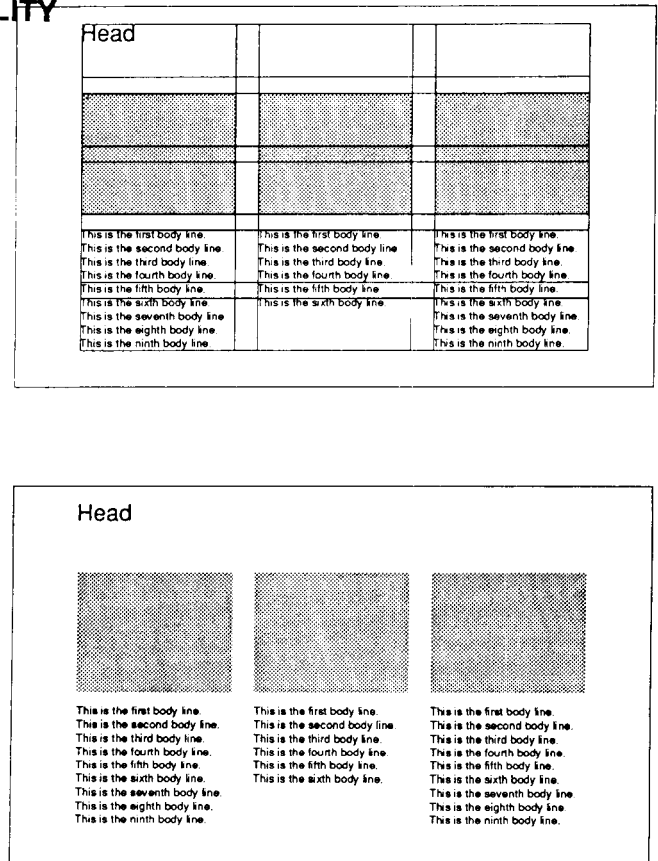 LITY
Head
This is the first body line.
This is the second body line.
This is the third body line.
This is the fourth body line.
This is the fifth body line.
This is the sixth body line.
This is the seventh body line
This is the eighth body line.
This is the ninth body line.
This is the first body line.
This is the second body line
This is the third body line.
This is the fourth body line.
This is the fifth body line
This is the sixth body line.
This is the first body line.
This is the second body line.
This is the third body line.
This is the fourth body line.
This is the fifth body line.
This is the sixth body line.
This is the seventh body line.
This is the eighth body line.
This is the ninth body line.
Head
This is the first body line.
This is the second body line.
This is the third body line.
This is the fourth body line.
This is the fifth body line.
This is the sixth body line.
This is the seventh body line.
This is the eighth body line.
This is the ninth body line.
This is the first body line.
This is the second body line.
This is the third body line.
This is the fourth body line.
This is the fifth body line.
This is the sixth body line.
This is the first body line.
This is the second body line.
This is the third body line.
This is the fourth body line.
This is the fifth body line.
This is the sixth body line.
This is the seventh body line.
This is the eighth body line.
This is the ninth body line.